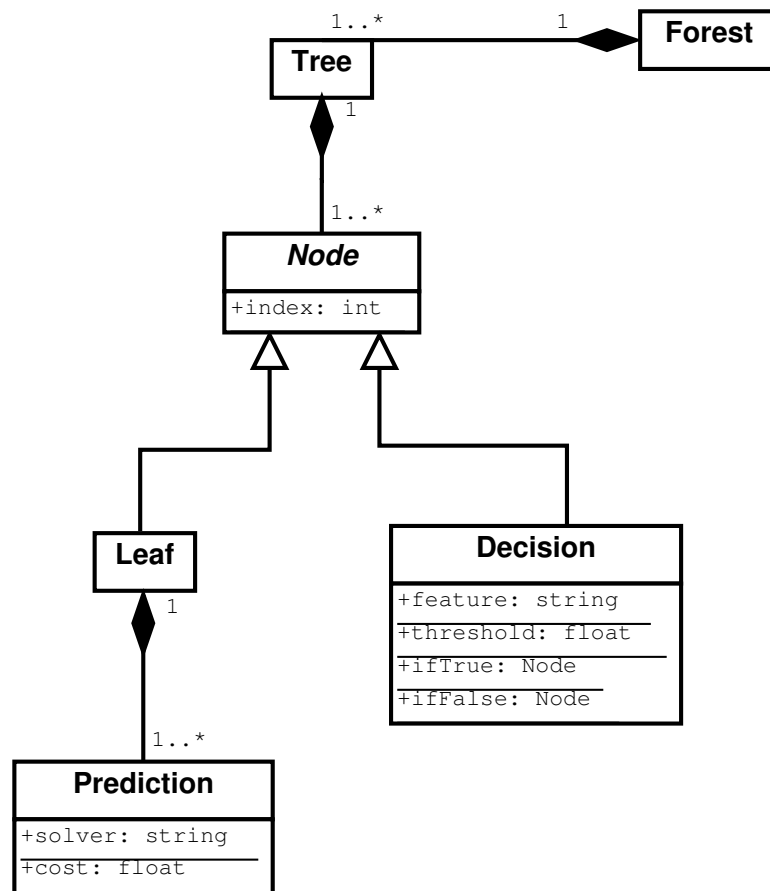 1..*
1
Forest
Tree
1
1..*
Node
+index: int
Leaf
1
Decision
+feature: string
+threshold: float
+ifTrue: Node
+ifFalse: Node
1..*
Prediction
+solver: string
+cost: float